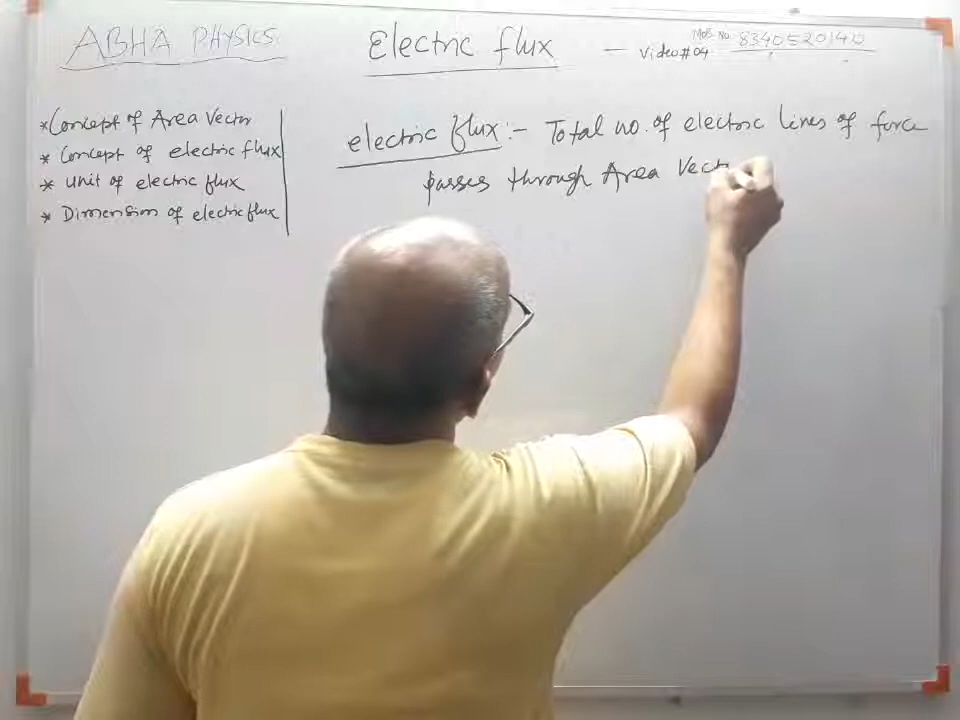 ABHA PHYSICS
Electric flux — Video#04
Mob. No. 8340520140
*Concept of Area Vector
* Concept of electric flux
* Unit of electric flux
* Dimension of electric flux
electric flux:- Total no. of electric lines of force
passes through Area Vect